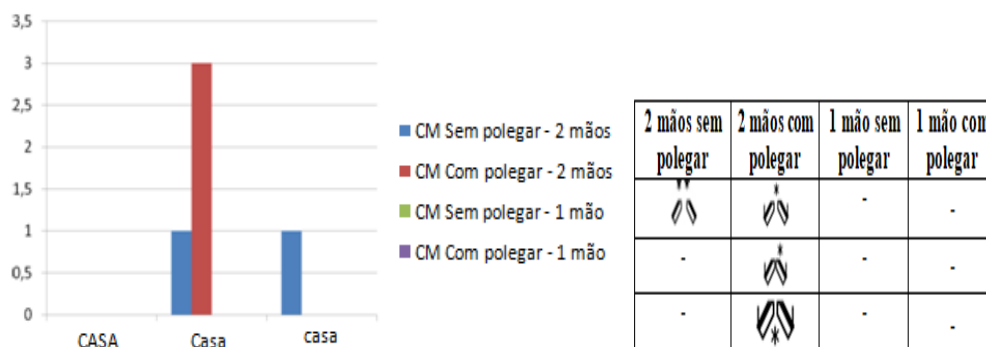 3,5
3
2,5
2
1,5
1
0,5
0
CASA Casa casa
CM Sem polegar - 2 mãos
CM Com polegar - 2 mãos
CM Sem polegar - 1 mão
CM Com polegar - 1 mão
2 mãos sem polegar 2 mãos com polegar 1 mão sem polegar 1 mão com polegar
- -
- - -
- - -